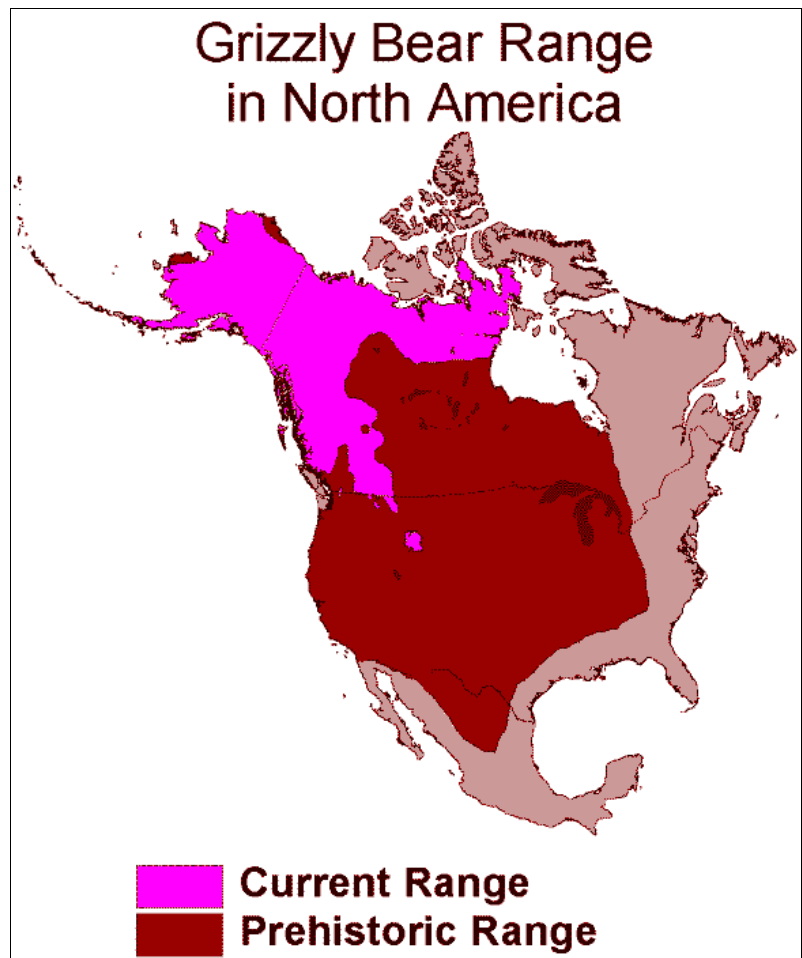 Grizzly Bear Range
in North America
Current Range
Prehistoric Range